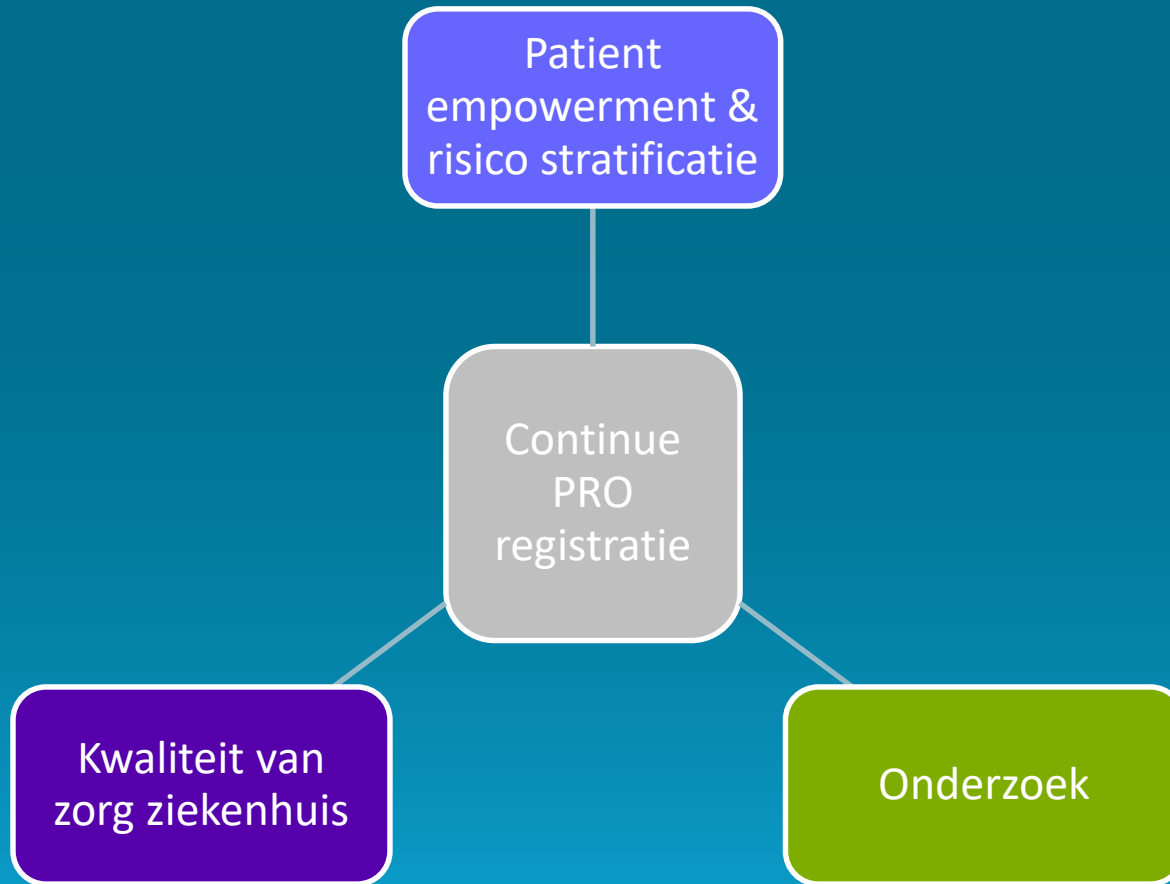 Patient
empowerment &
risico stratificatie
Continue
PRO
registratie
Kwaliteit van
zorg ziekenhuis
Onderzoek